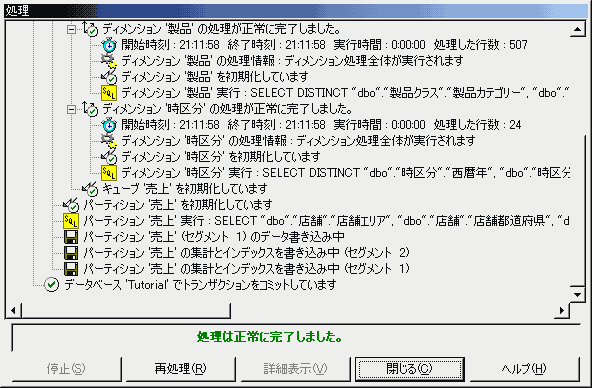 処理
ディメンション '製品' の処理が正常に完了しました。
開始時刻 : 21:11:58 終了時刻 : 21:11:58 実行時間 : 0:00:00 処理した行数 : 507
ディメンション '製品' の処理情報 : ディメンション処理全体が実行されます
ディメンション '製品' を初期化しています
SQL ディメンション '製品' 実行 : SELECT DISTINCT "dbo"."製品クラス"."製品カテゴリー", "dbo"."
ディメンション '時区分' の処理が正常に完了しました。
開始時刻 : 21:11:58 終了時刻 : 21:11:58 実行時間 : 0:00:00 処理した行数 : 24
ディメンション '時区分' の処理情報 : ディメンション処理全体が実行されます
ディメンション '時区分' を初期化しています
SQL ディメンション '時区分' 実行 : SELECT DISTINCT "dbo"."時区分"."西暦年", "dbo"."時区分
キューブ '売上' を初期化しています
パーティション '売上' を初期化しています
SQL パーティション '売上' 実行 : SELECT "dbo"."店舗"."店舗エリア", "dbo"."店舗"."店舗都道府県", "d
パーティション '売上' (セグメント 1) のデータ書き込み中
パーティション '売上' の集計とインデックスを書き込み中 (セグメント 2)
パーティション '売上' の集計とインデックスを書き込み中 (セグメント 1)
データベース 'Tutorial' でトランザクションをコミットしています
処理は正常に完了しました。
停止(S) 再処理(R) 詳細表示(V) 閉じる(C) ヘルプ(H)